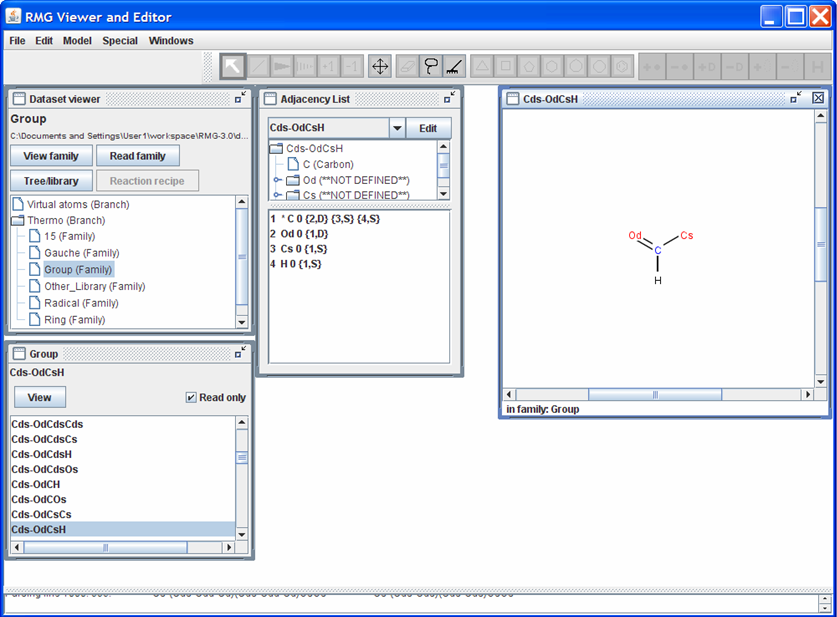 RMG Viewer and Editor
File Edit Model Special Windows
+1 -1
Dataset viewer
Group
C:\Documents and Settings\User1\workspace\RMG-3.0\d...
View family Read family
Tree/library Reaction recipe
Virtual atoms (Branch)
Thermo (Branch)
15 (Family)
Gauche (Family)
Group (Family)
Other_Library (Family)
Radical (Family)
Ring (Family)
Group
Cds-OdCsH
View Read only
Cds-OdCdsCds
Cds-OdCdsCs
Cds-OdCdsH
Cds-OdCdsOs
Cds-OdCH
Cds-OdCOs
Cds-OdCsCs
Cds-OdCsH
Adjacency List
Cds-OdCsH Edit
Cds-OdCsH
C (Carbon)
Od (**NOT DEFINED**)
Cs (**NOT DEFINED**)
1 * C 0 {2,D} {3,S} {4,S}
2 Od 0 {1,D}
3 Cs 0 {1,S}
4 H 0 {1,S}
Cds-OdCsH
Od Cs
C
H
in family: Group